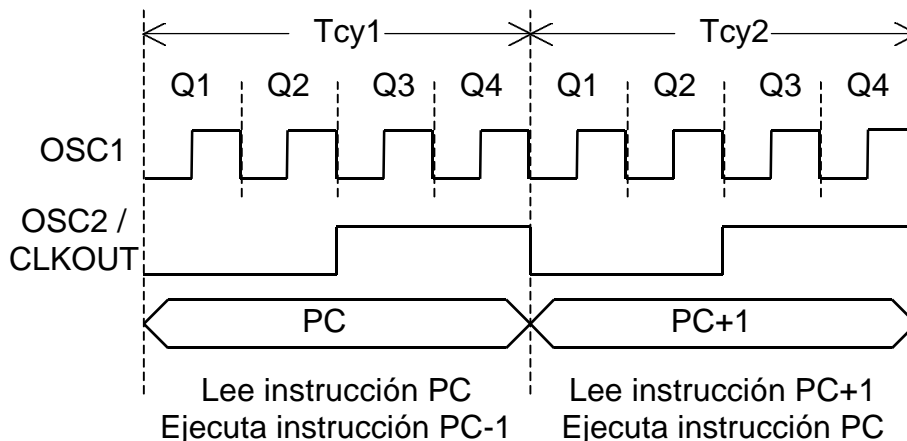 Tcy1 Tcy2
Q1 Q2 Q3 Q4 Q1 Q2 Q3 Q4
OSC1
OSC2 /
CLKOUT
PC PC+1
Lee instrucción PC Lee instrucción PC+1
Ejecuta instrucción PC-1 Ejecuta instrucción PC